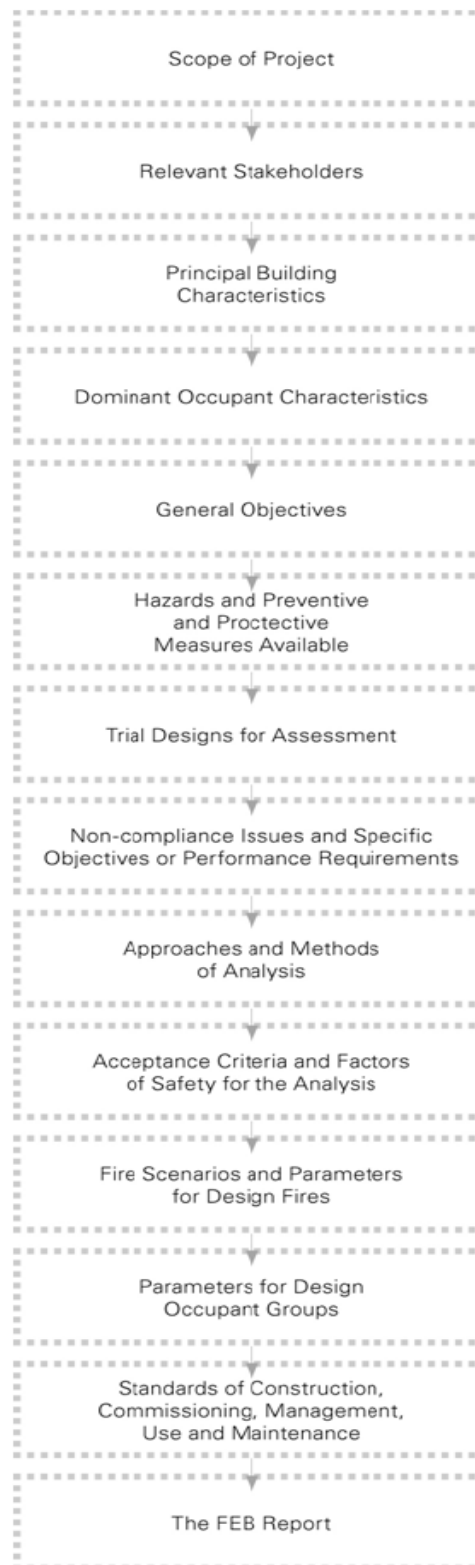 Scope of Project
Relevant Stakeholders
Principal Building
Characteristics
Dominant Occupant Characteristics
General Objectives
Hazards and Preventive
and Proctective
Measures Available
Trial Designs for Assessment
Non-compliance Issues and Specific
Objectives or Performance Requirements
Approaches and Methods
of Analysis
Acceptance Criteria and Factors
of Safety for the Analysis
Fire Scenarios and Parameters
for Design Fires
Parameters for Design
Occupant Groups
Standards of Construction,
Commissioning, Management,
Use and Maintenance
The FEB Report